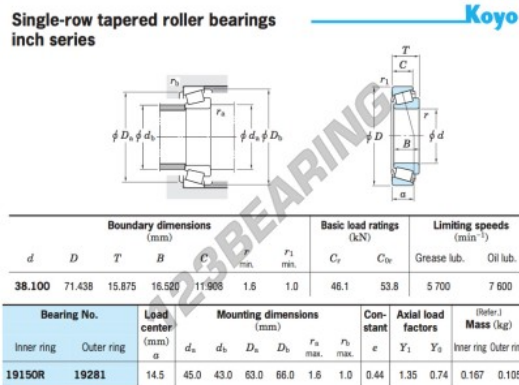 Single-row tapered roller bearings
inch series
Koyo
T
C
r1
r
B
φD
φd
a
rb
ra
φDa φdb
φda φDb
123BEARING
Boundary dimensions
(mm)
Basic load ratings
(kN)
Limiting speeds
(min-1)
d D T B C r min. r1 min. Cr C0r Grease lub. Oil lub.
38.100 71.438 15.875 16.520 11.908 1.6 1.0 46.1 53.8 5 700 7 600
Bearing No.
Load center (mm) a
Mounting dimensions
(mm)
Constant e
Axial load factors
(Refer.)
Mass (kg)
Inner ring Outer ring da db Da Db ra max. rb max. Y1 Y0 Inner ring Outer ring
19150R 19281 14.5 45.0 43.0 63.0 66.0 1.6 1.0 0.44 1.35 0.74 0.167 0.105